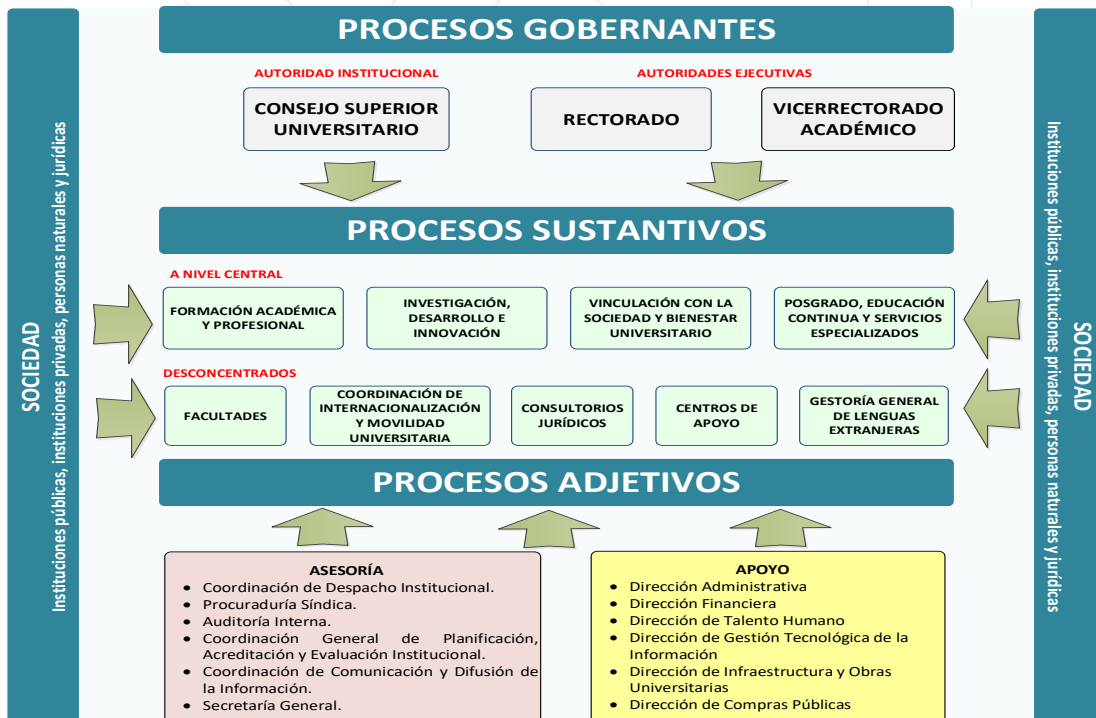 PROCESOS GOBERNANTES
AUTORIDAD INSTITUCIONAL
AUTORIDADES EJECUTIVAS
CONSEJO SUPERIOR
UNIVERSITARIO
RECTORADO
VICERRECTORADO
ACADÉMICO
PROCESOS SUSTANTIVOS
A NIVEL CENTRAL
FORMACIÓN ACADÉMICA
Y PROFESIONAL
INVESTIGACIÓN,
DESARROLLO E
INNOVACIÓN
VINCULACIÓN CON LA
SOCIEDAD Y BIENESTAR
UNIVERSITARIO
POSGRADO, EDUCACIÓN
CONTINUA Y SERVICIOS
ESPECIALIZADOS
DESCONCENTRADOS
FACULTADES
COORDINACIÓN DE
INTERNACIONALIZACIÓN
Y MOVILIDAD
UNIVERSITARIA
CONSULTORIOS
JURÍDICOS
CENTROS DE
APOYO
GESTORÍA GENERAL
DE LENGUAS
EXTRANJERAS
PROCESOS ADJETIVOS
ASESORÍA
• Coordinación de Despacho Institucional.
• Procuraduría Síndica.
• Auditoría Interna.
• Coordinación General de Planificación,
Acreditación y Evaluación Institucional.
• Coordinación de Comunicación y Difusión de
la Información.
• Secretaría General.
APOYO
• Dirección Administrativa
• Dirección Financiera
• Dirección de Talento Humano
• Dirección de Gestión Tecnológica de la
Información
• Dirección de Infraestructura y Obras
Universitarias
• Dirección de Compras Públicas
SOCIEDAD
Instituciones públicas, instituciones privadas, personas naturales y jurídicas
SOCIEDAD
Instituciones públicas, instituciones privadas, personas naturales y jurídicas